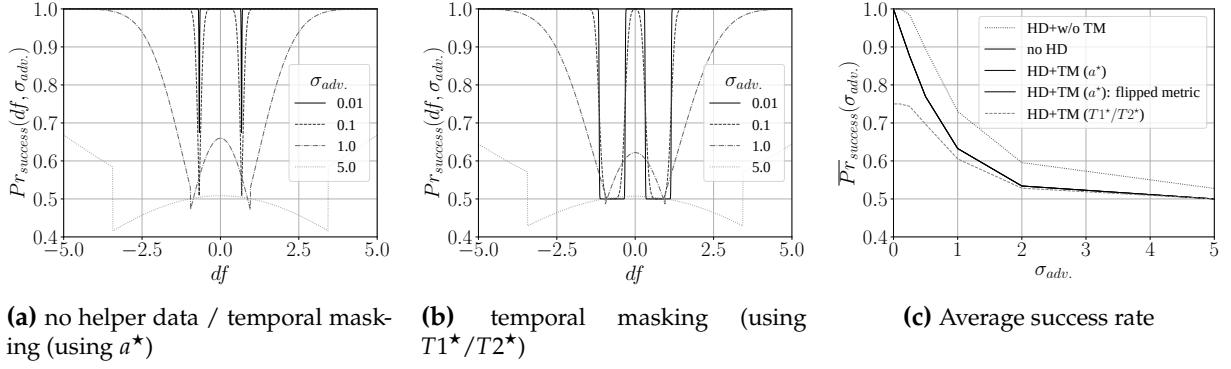 1.0
0.9
0.8
0.7
0.6
0.5
0.4
−5.0
−2.5
0.0
2.5
5.0
df
Pr_success(df, σ_adv.)
σ_adv.
0.01
0.1
1.0
5.0
1.0
0.9
0.8
0.7
0.6
0.5
0.4
−5.0
−2.5
0.0
2.5
5.0
df
Pr_success(df, σ_adv.)
σ_adv.
0.01
0.1
1.0
5.0
1.0
0.9
0.8
0.7
0.6
0.5
0.4
0
1
2
3
4
5
σ_adv.
P̅r̅_success(σ_adv.)
HD+w/o TM
no HD
HD+TM (a⋆)
HD+TM (a⋆): flipped metric
HD+TM (T1⋆/T2⋆)
(a) no helper data / temporal mask-
ing (using a★)
(b) temporal masking (using
T1★/T2★)
(c) Average success rate